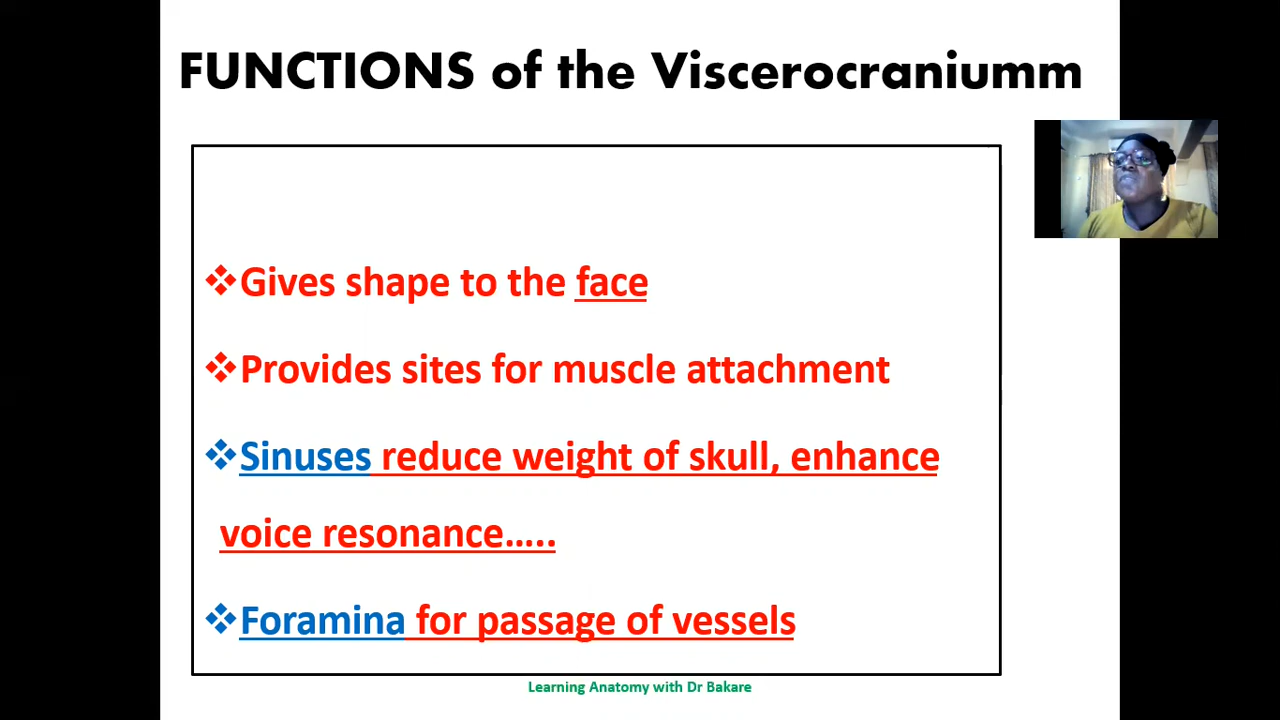 FUNCTIONS of the Viscerocraniumm
❖Gives shape to the face
❖Provides sites for muscle attachment
❖Sinuses reduce weight of skull, enhance
voice resonance…..
❖Foramina for passage of vessels
Learning Anatomy with Dr Bakare